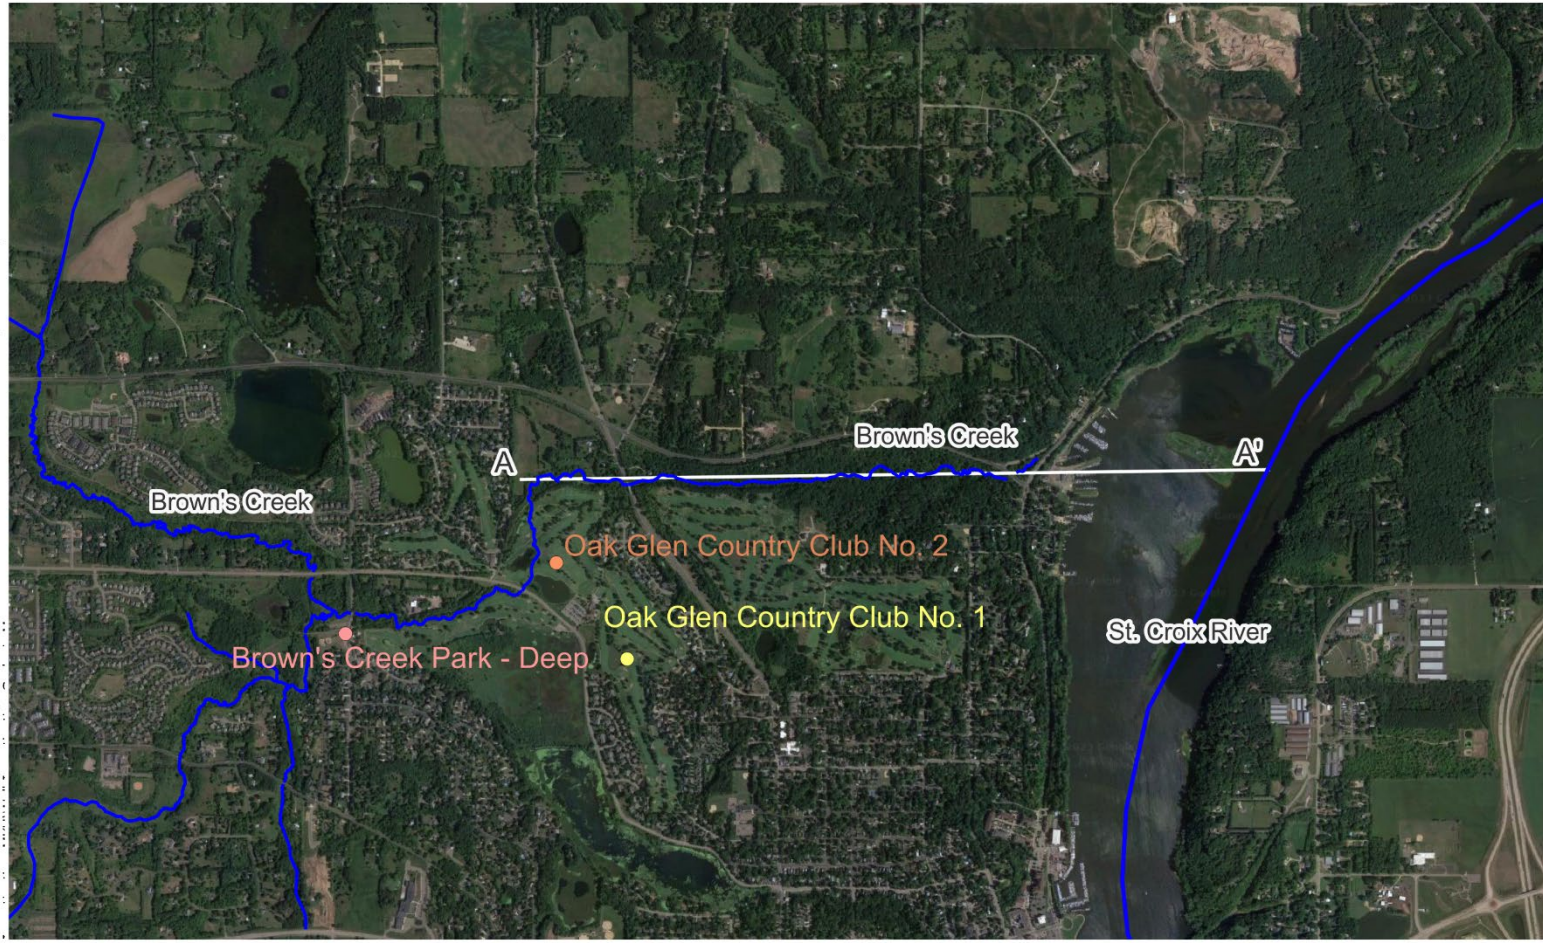 Brown's Creek
A
A'
Brown's Creek
Oak Glen Country Club No. 2
Oak Glen Country Club No. 1
St. Croix River
Brown's Creek Park - Deep